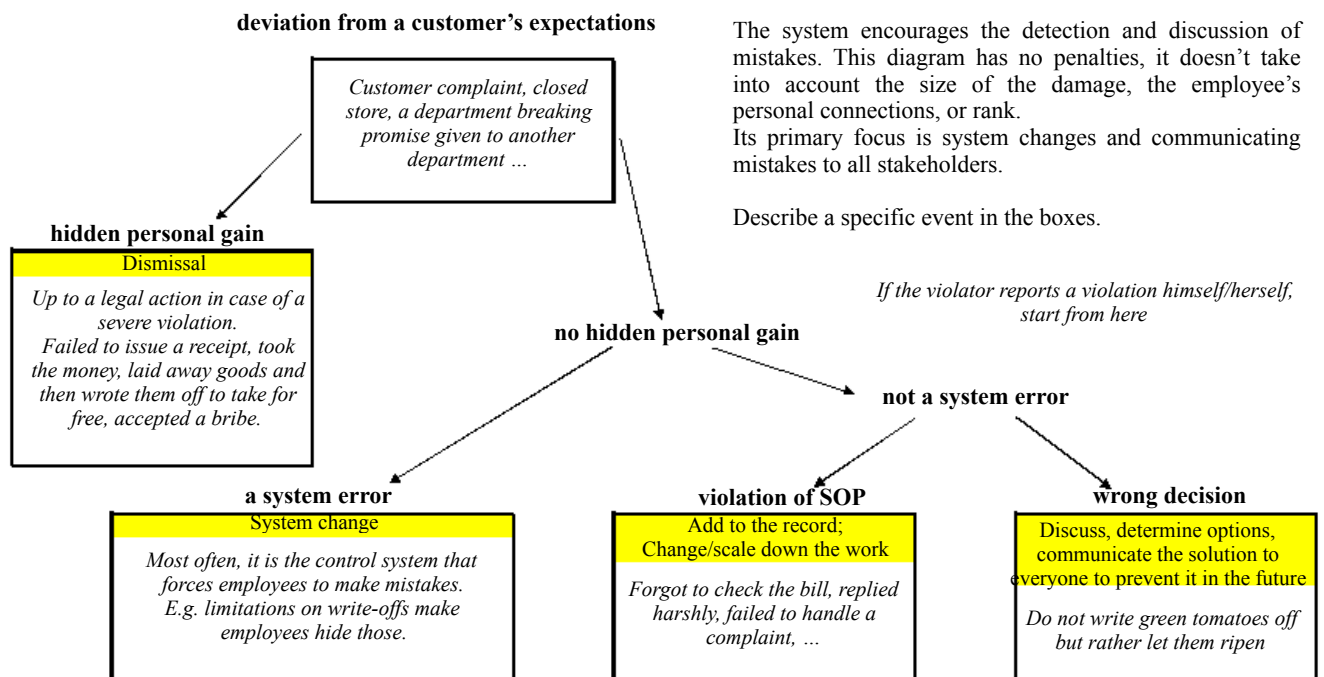 deviation from a customer’s expectations
Customer complaint, closed
store, a department breaking
promise given to another
department …
The system encourages the detection and discussion of
mistakes. This diagram has no penalties, it doesn’t take
into account the size of the damage, the employee’s
personal connections, or rank.
Its primary focus is system changes and communicating
mistakes to all stakeholders.
Describe a specific event in the boxes.
hidden personal gain
Dismissal
Up to a legal action in case of a
severe violation.
Failed to issue a receipt, took
the money, laid away goods and
then wrote them off to take for
free, accepted a bribe.
If the violator reports a violation himself/herself,
start from here
no hidden personal gain
not a system error
a system error
System change
Most often, it is the control system that
forces employees to make mistakes.
E.g. limitations on write-offs make
employees hide those.
violation of SOP
Add to the record;
Change/scale down the work
Forgot to check the bill, replied
harshly, failed to handle a
complaint, …
wrong decision
Discuss, determine options,
communicate the solution to
everyone to prevent it in the future
Do not write green tomatoes off
but rather let them ripen